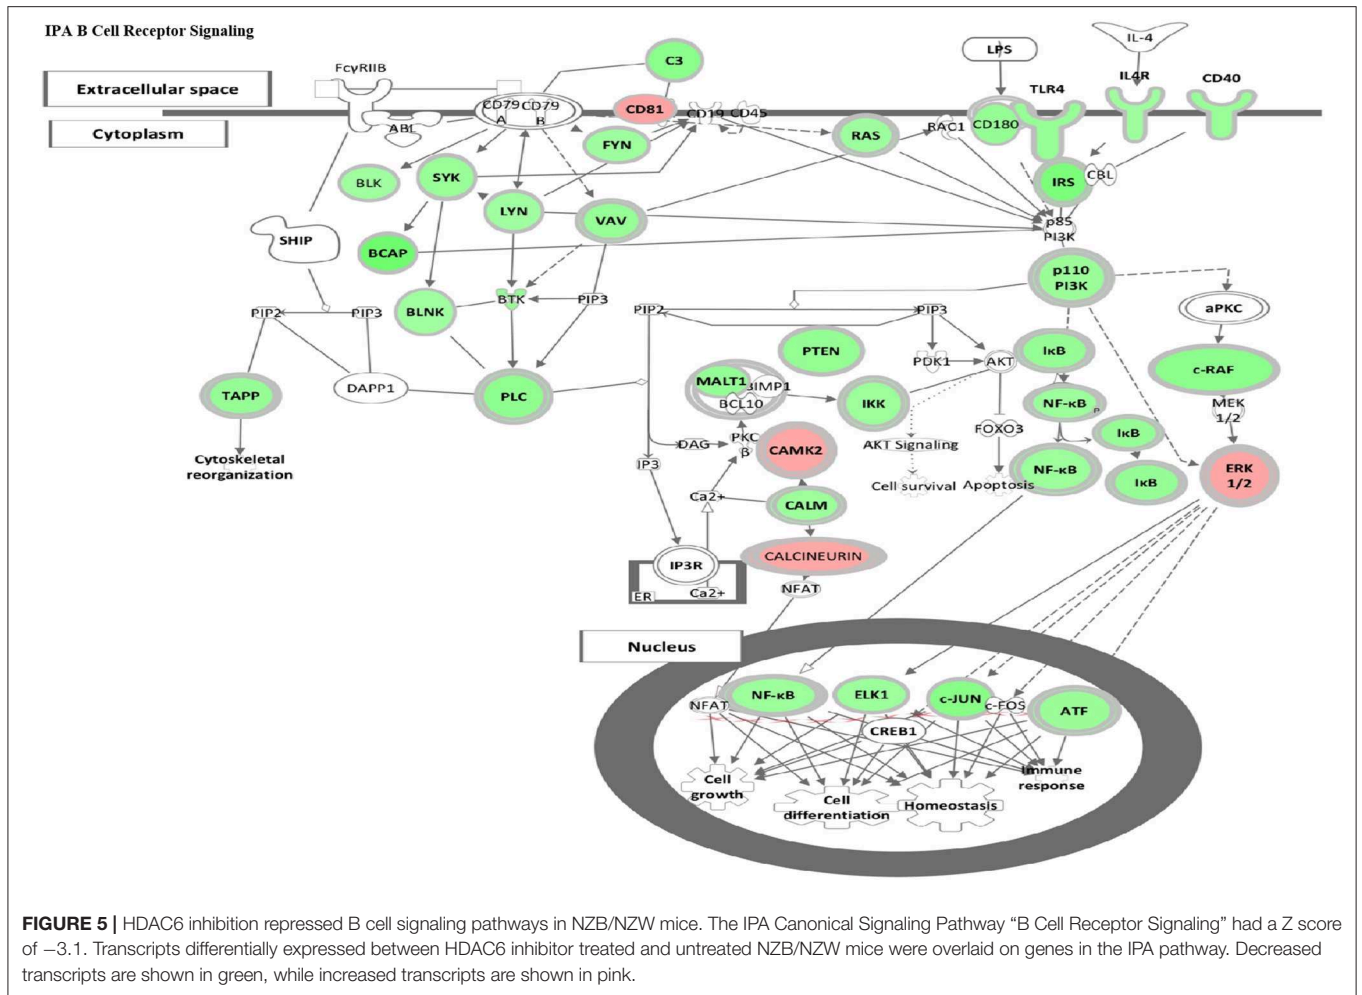 IPA B Cell Receptor Signaling
IL-4
LPS
C3
FcγRIIB
IL4R
CD40
Extracellular space
TLR4
CD79
A
CD79
B
CD81
CD19
CD45
CD180
RAC1
Cytoplasm
ABL
RAS
FYN
BLK
SYK
IRS
CBL
LYN
VAV
p85
PI3K
SHIP
BCAP
p110
PI3K
BTK
PIP3
BLNK
PIP2
PIP3
PIP2
PIP3
aPKC
PTEN
PDK1
AKT
IκB
c-RAF
TAPP
DAPP1
PLC
MALT1
BIMP1
BCL10
IKK
NF-κB
P
MEK
1/2
FOXO3
IκB
DAG
PKC
β
CAMK2
AKT Signaling
Cytoskeletal
reorganization
IP3
NF-κB
IκB
ERK
1/2
Cell survival
Apoptosis
Ca2+
CALM
CALCINEURIN
IP3R
ER
Ca2+
NFAT
Nucleus
NFAT
NF-κB
ELK1
c-JUN
c-FOS
ATF
CREB1
Cell
growth
Cell
differentiation
Homeostasis
Immune
response
FIGURE 5 | HDAC6 inhibition repressed B cell signaling pathways in NZB/NZW mice. The IPA Canonical Signaling Pathway “B Cell Receptor Signaling” had a Z score
of −3.1. Transcripts differentially expressed between HDAC6 inhibitor treated and untreated NZB/NZW mice were overlaid on genes in the IPA pathway. Decreased
transcripts are shown in green, while increased transcripts are shown in pink.